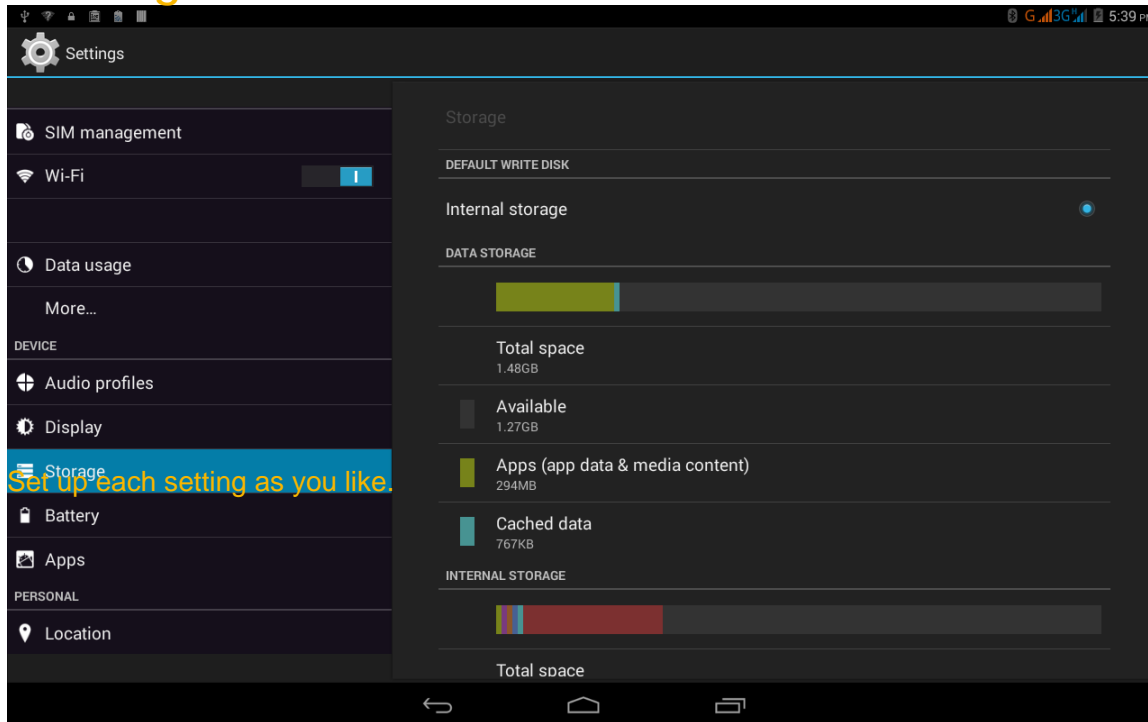 G 3G H 5:39 PM
Settings
SIM management
Wi-Fi
Data usage
More...
DEVICE
Audio profiles
Display
Storage
Set up each setting as you like.
Battery
Apps
PERSONAL
Location
Storage
DEFAULT WRITE DISK
Internal storage
DATA STORAGE
Total space
1.48GB
Available
1.27GB
Apps (app data & media content)
294MB
Cached data
767KB
INTERNAL STORAGE
Total space